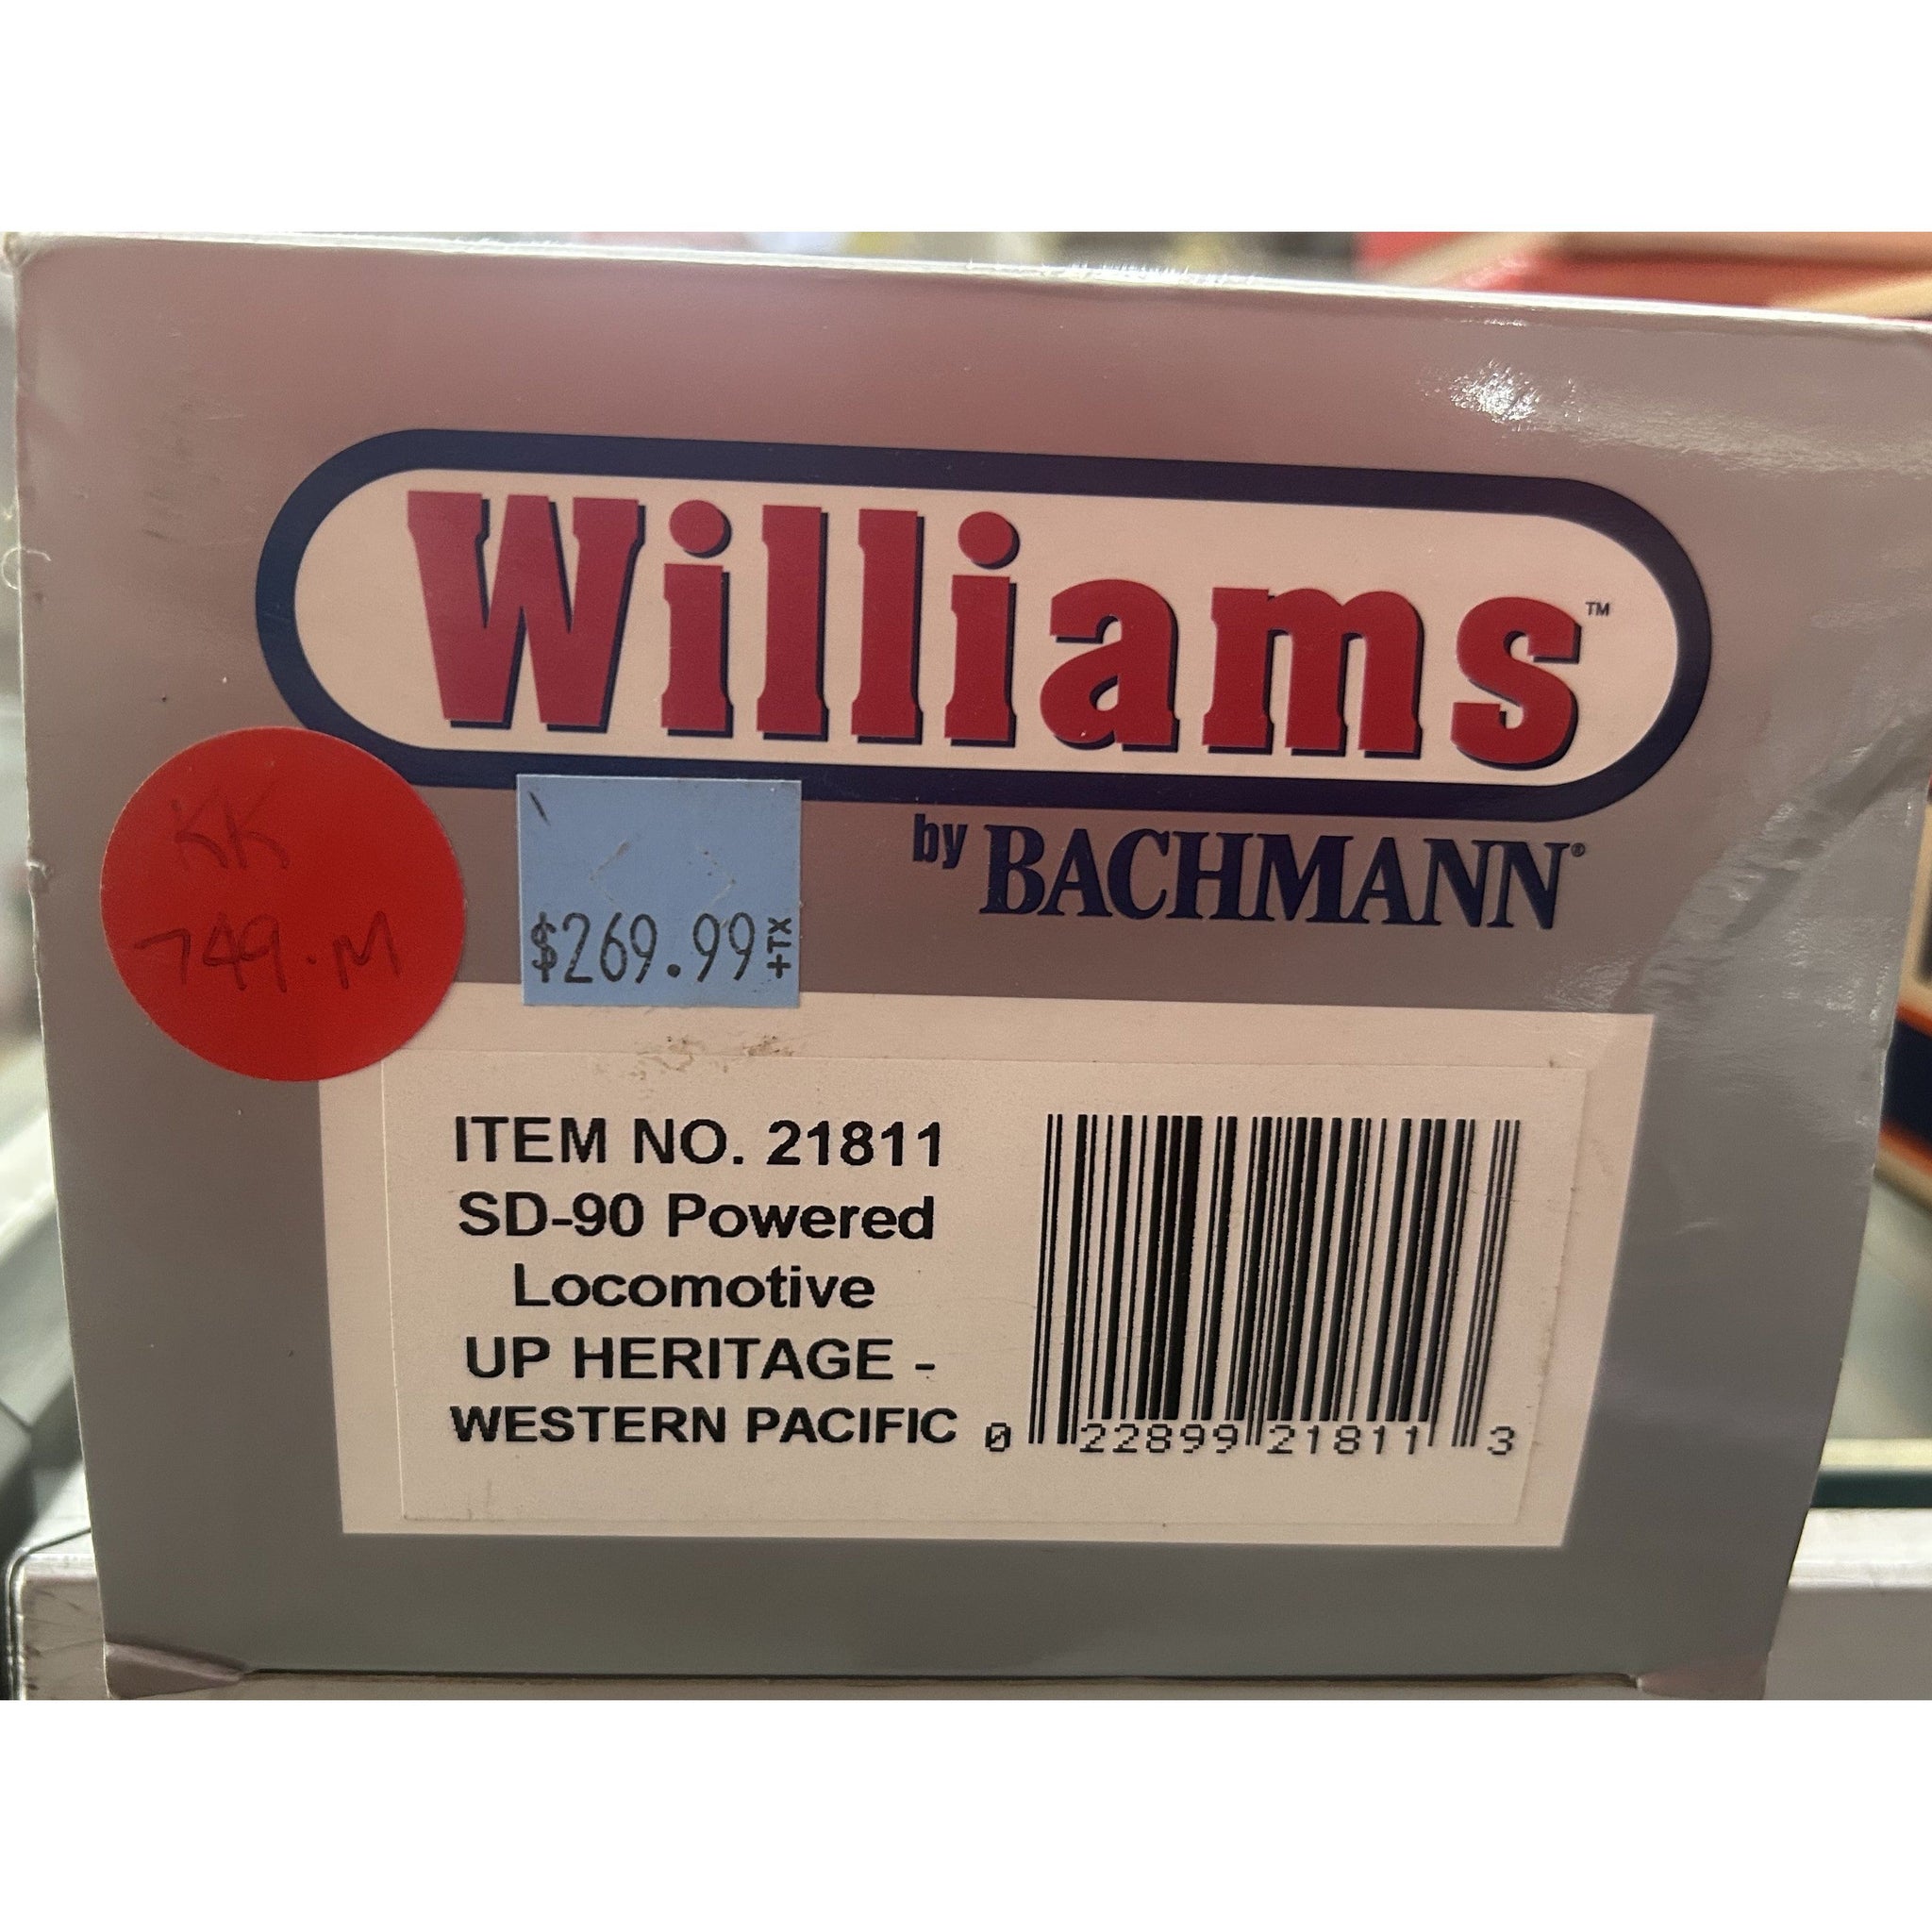 Williams™
by BACHMANN®
KK
749.M
$269.99+TX
ITEM NO. 21811
SD-90 Powered
Locomotive
UP HERITAGE -
WESTERN PACIFIC
0 22899 21811 3